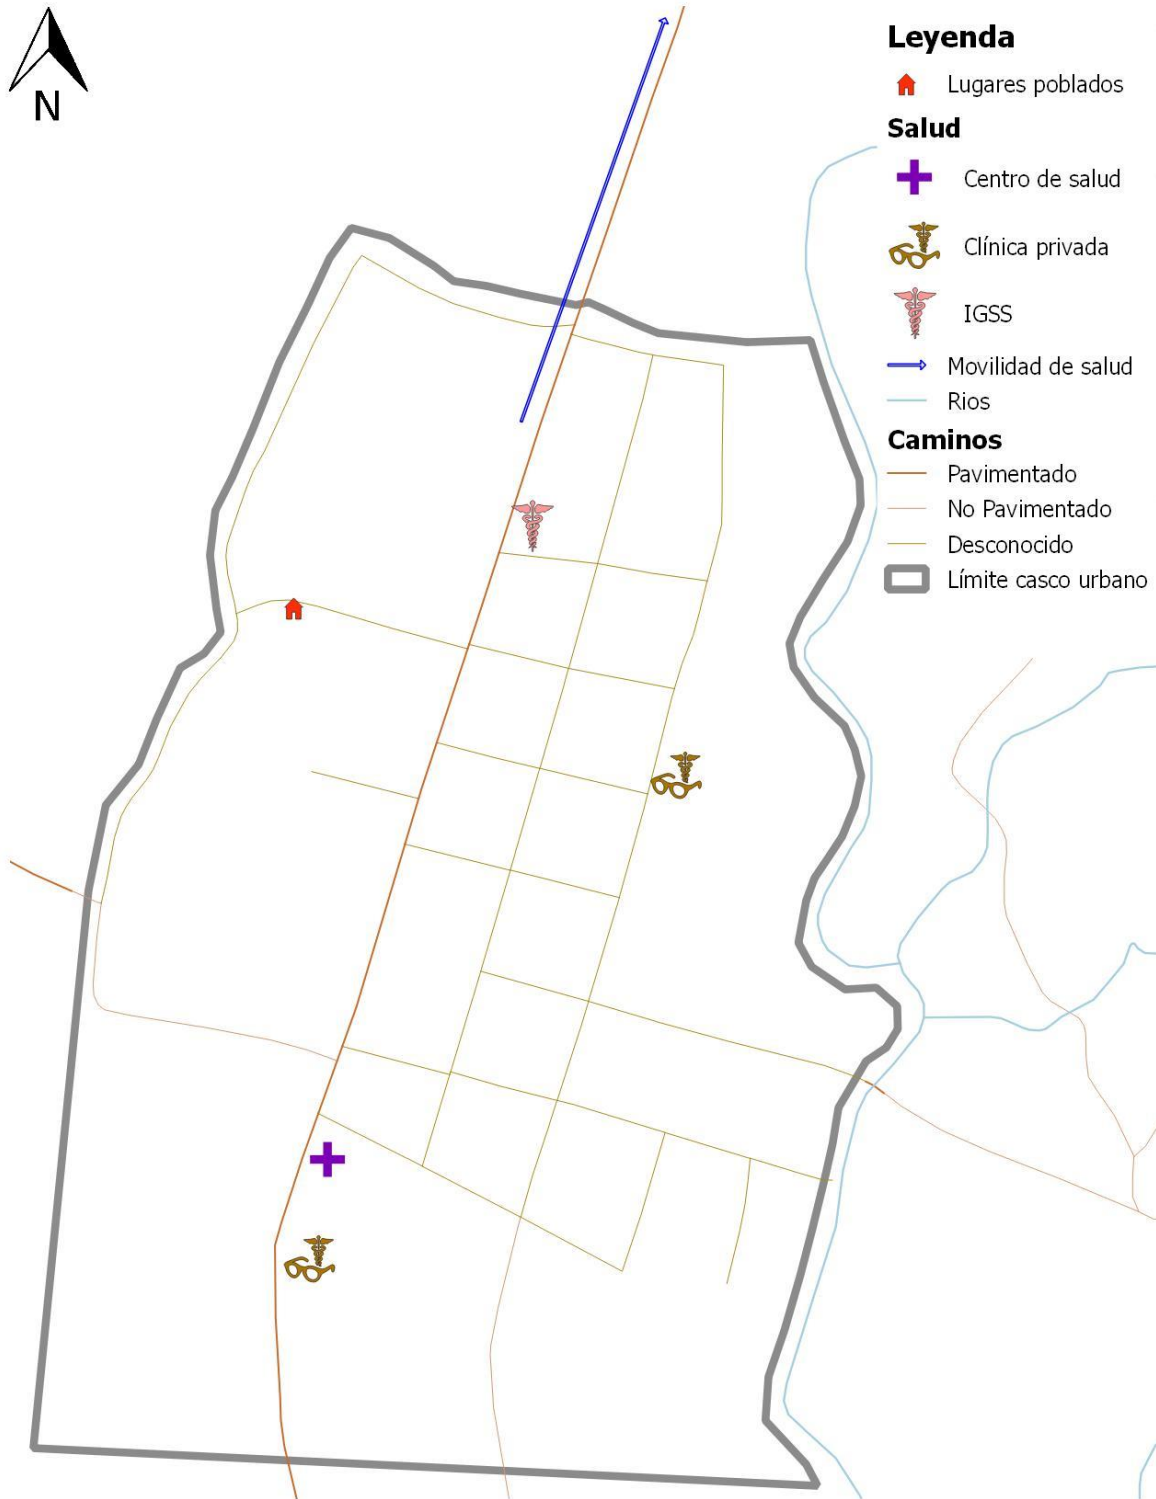 N
Leyenda
Lugares poblados
Salud
Centro de salud
Clínica privada
IGSS
Movilidad de salud
Rios
Caminos
Pavimentado
No Pavimentado
Desconocido
Límite casco urbano